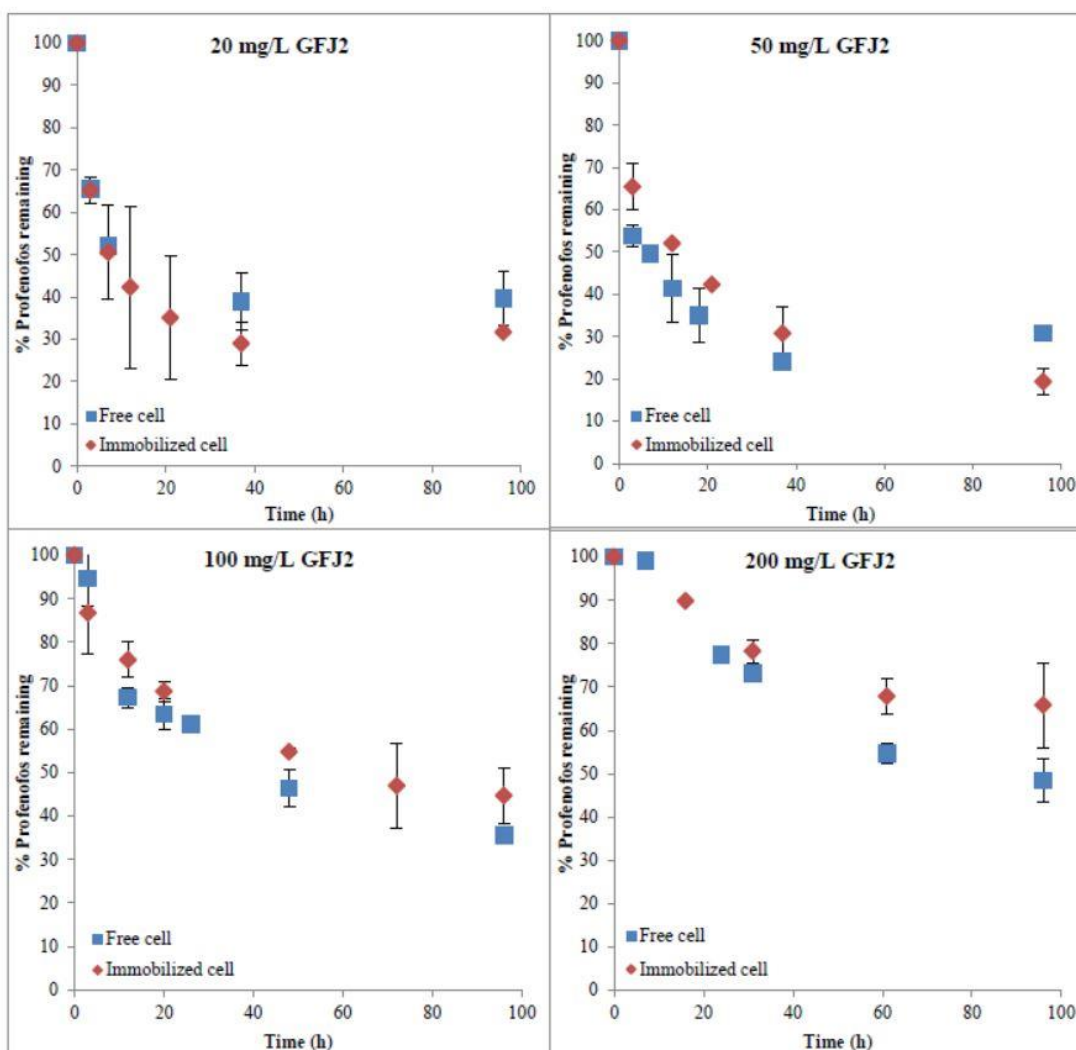 20 mg/L GFJ2
% Profenofos remaining
100
90
80
70
60
50
40
30
20
10
0
Free cell
Immobilized cell
0 20 40 60 80 100
Time (h)
50 mg/L GFJ2
% Profenofos remaining
100
90
80
70
60
50
40
30
20
10
0
Free cell
Immobilized cell
0 20 40 60 80 100
Time (h)
100 mg/L GFJ2
% Profenofos remaining
100
90
80
70
60
50
40
30
20
10
0
Free cell
Immobilized cell
0 20 40 60 80 100
Time (h)
200 mg/L GFJ2
% Profenofos remaining
100
90
80
70
60
50
40
30
20
10
0
Free cell
Immobilized cell
0 20 40 60 80 100
Time (h)